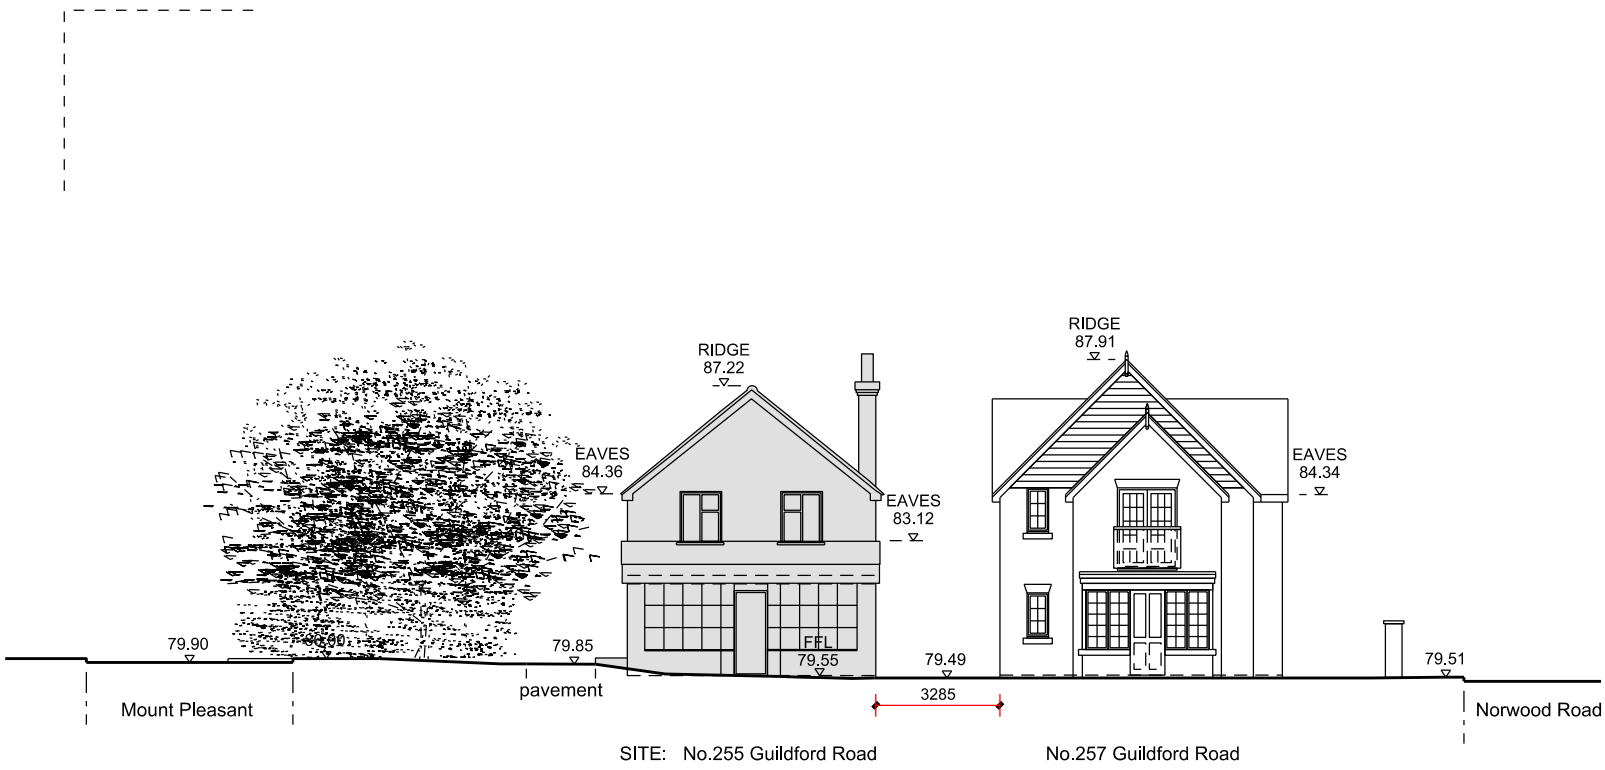 RIDGE
87.91
RIDGE
87.22
EAVES
84.36
EAVES
84.34
EAVES
83.12
79.90
79.85
FFL
79.55
79.49
79.51
pavement
3285
Mount Pleasant
Norwood Road
SITE: No.255 Guildford Road
No.257 Guildford Road